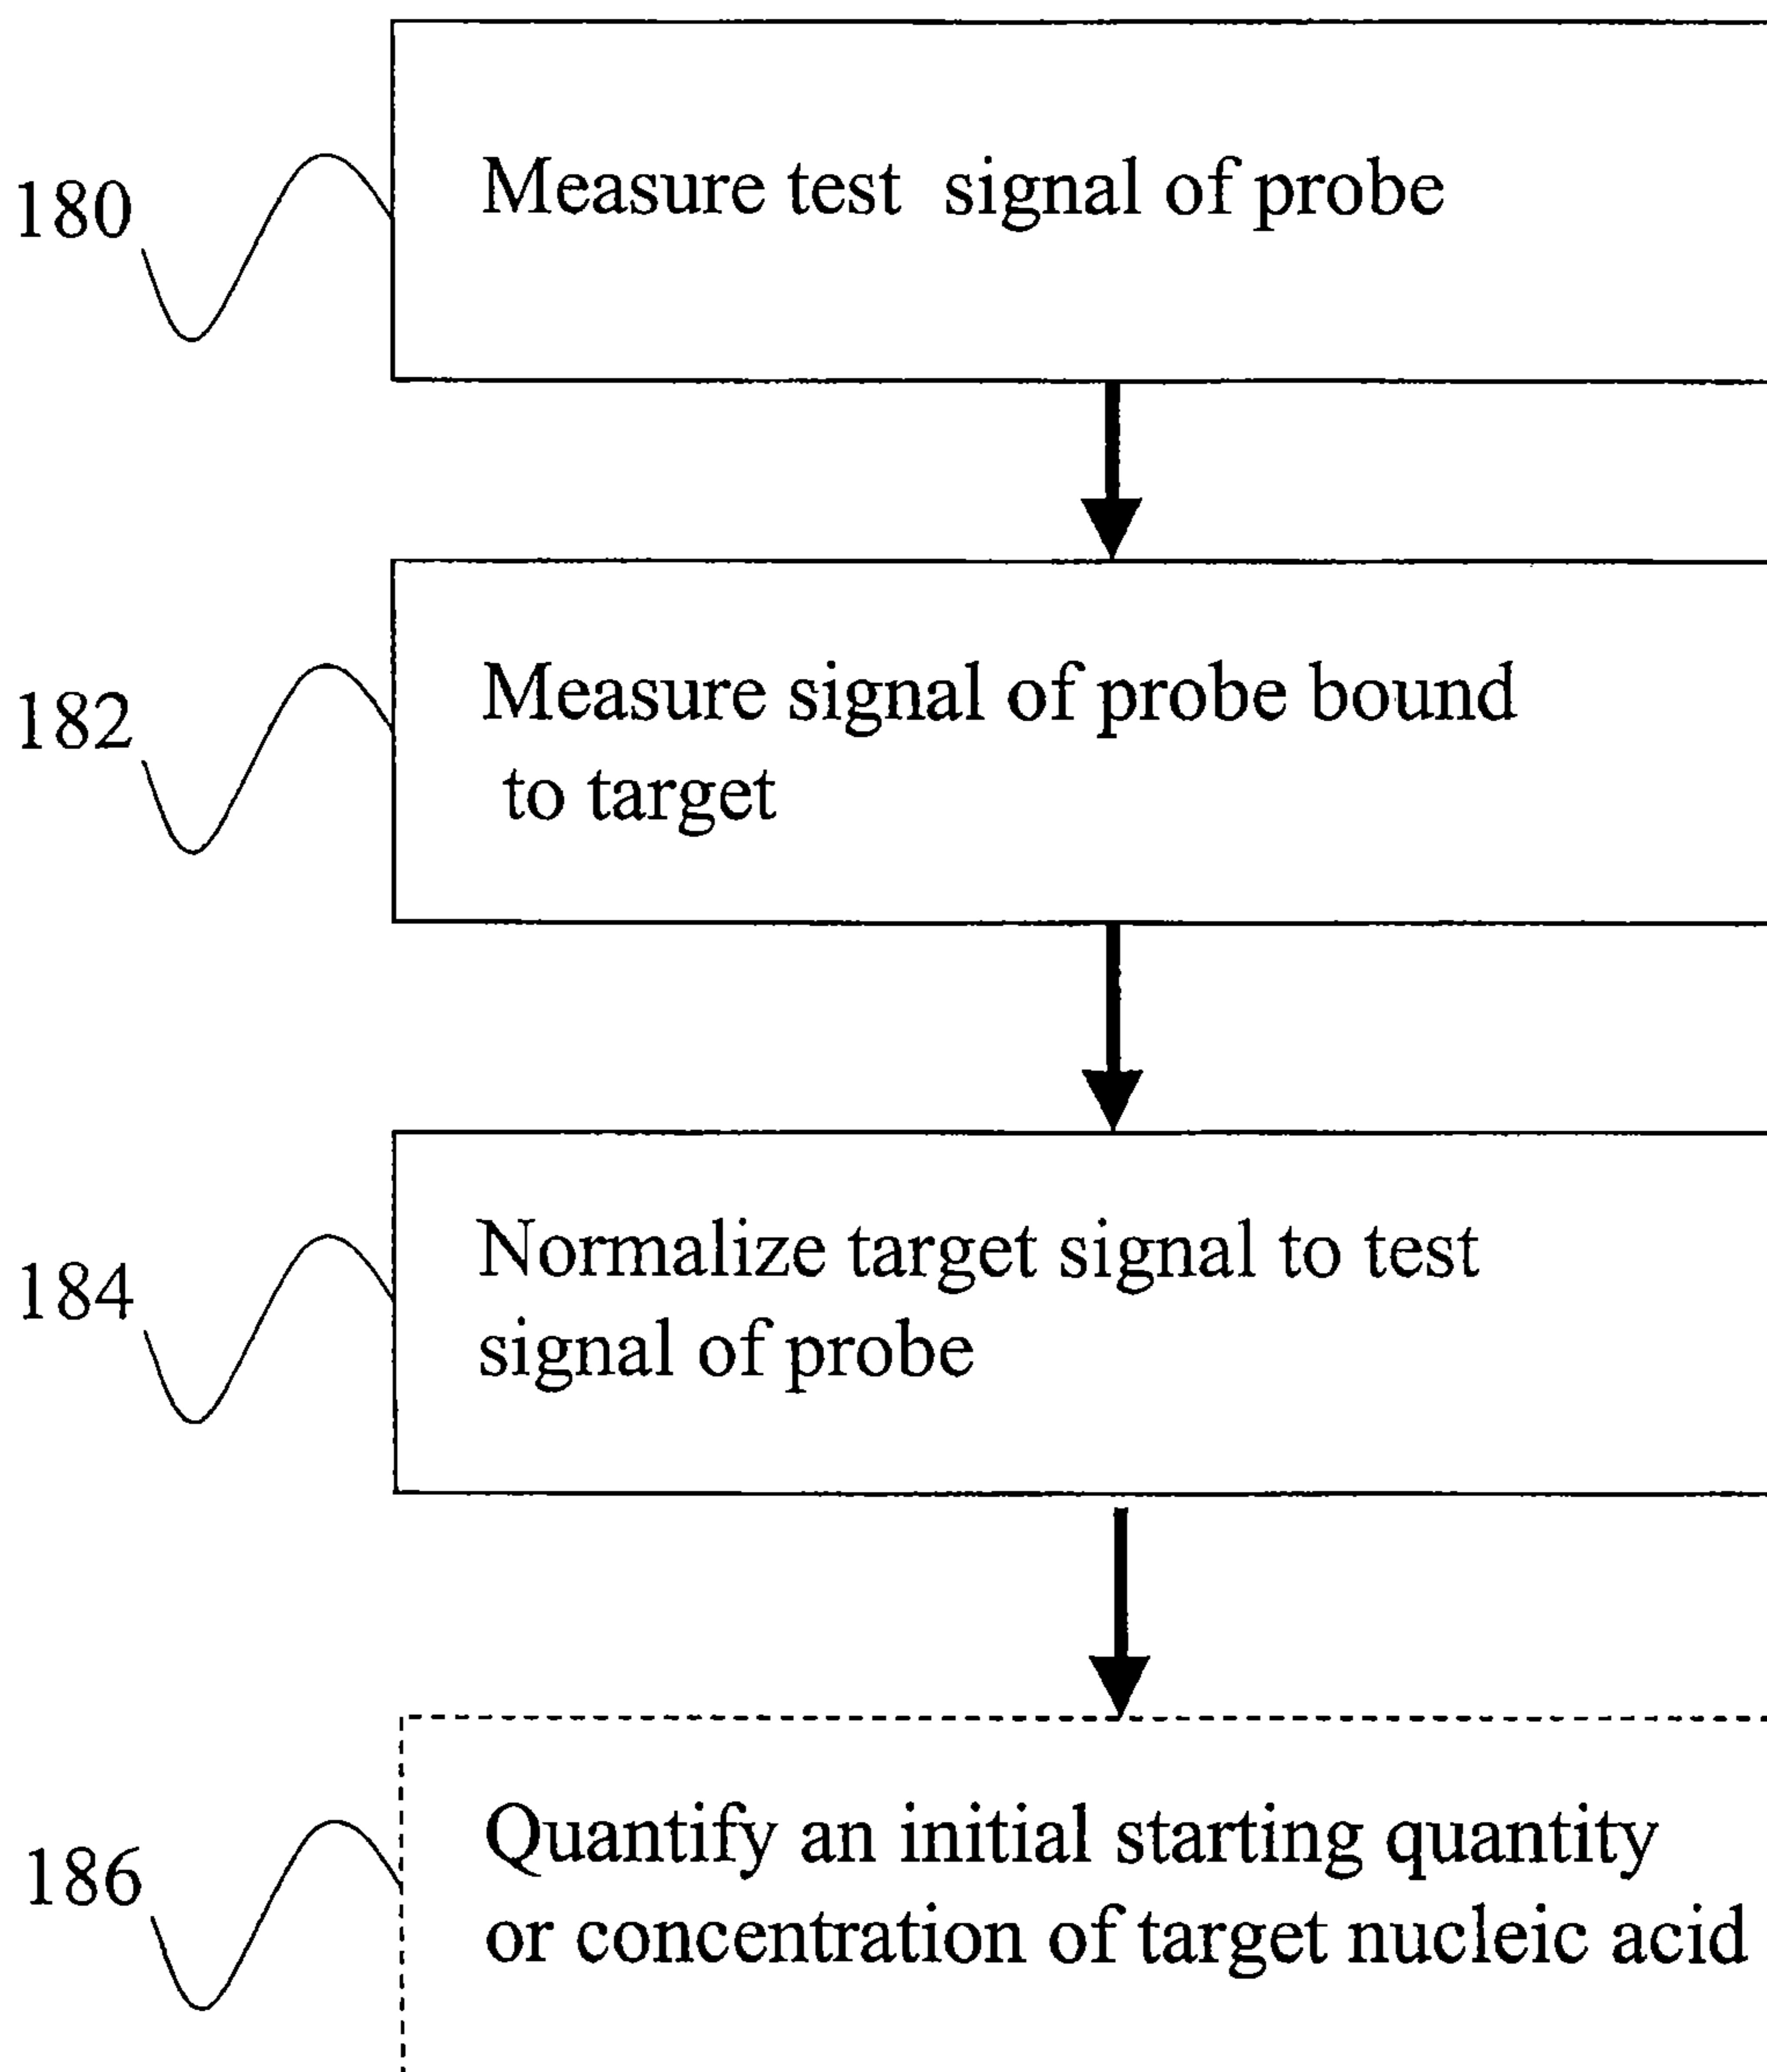 180
Measure test signal of probe
182
Measure signal of probe bound
to target
184
Normalize target signal to test
signal of probe
186
Quantify an initial starting quantity
or concentration of target nucleic acid